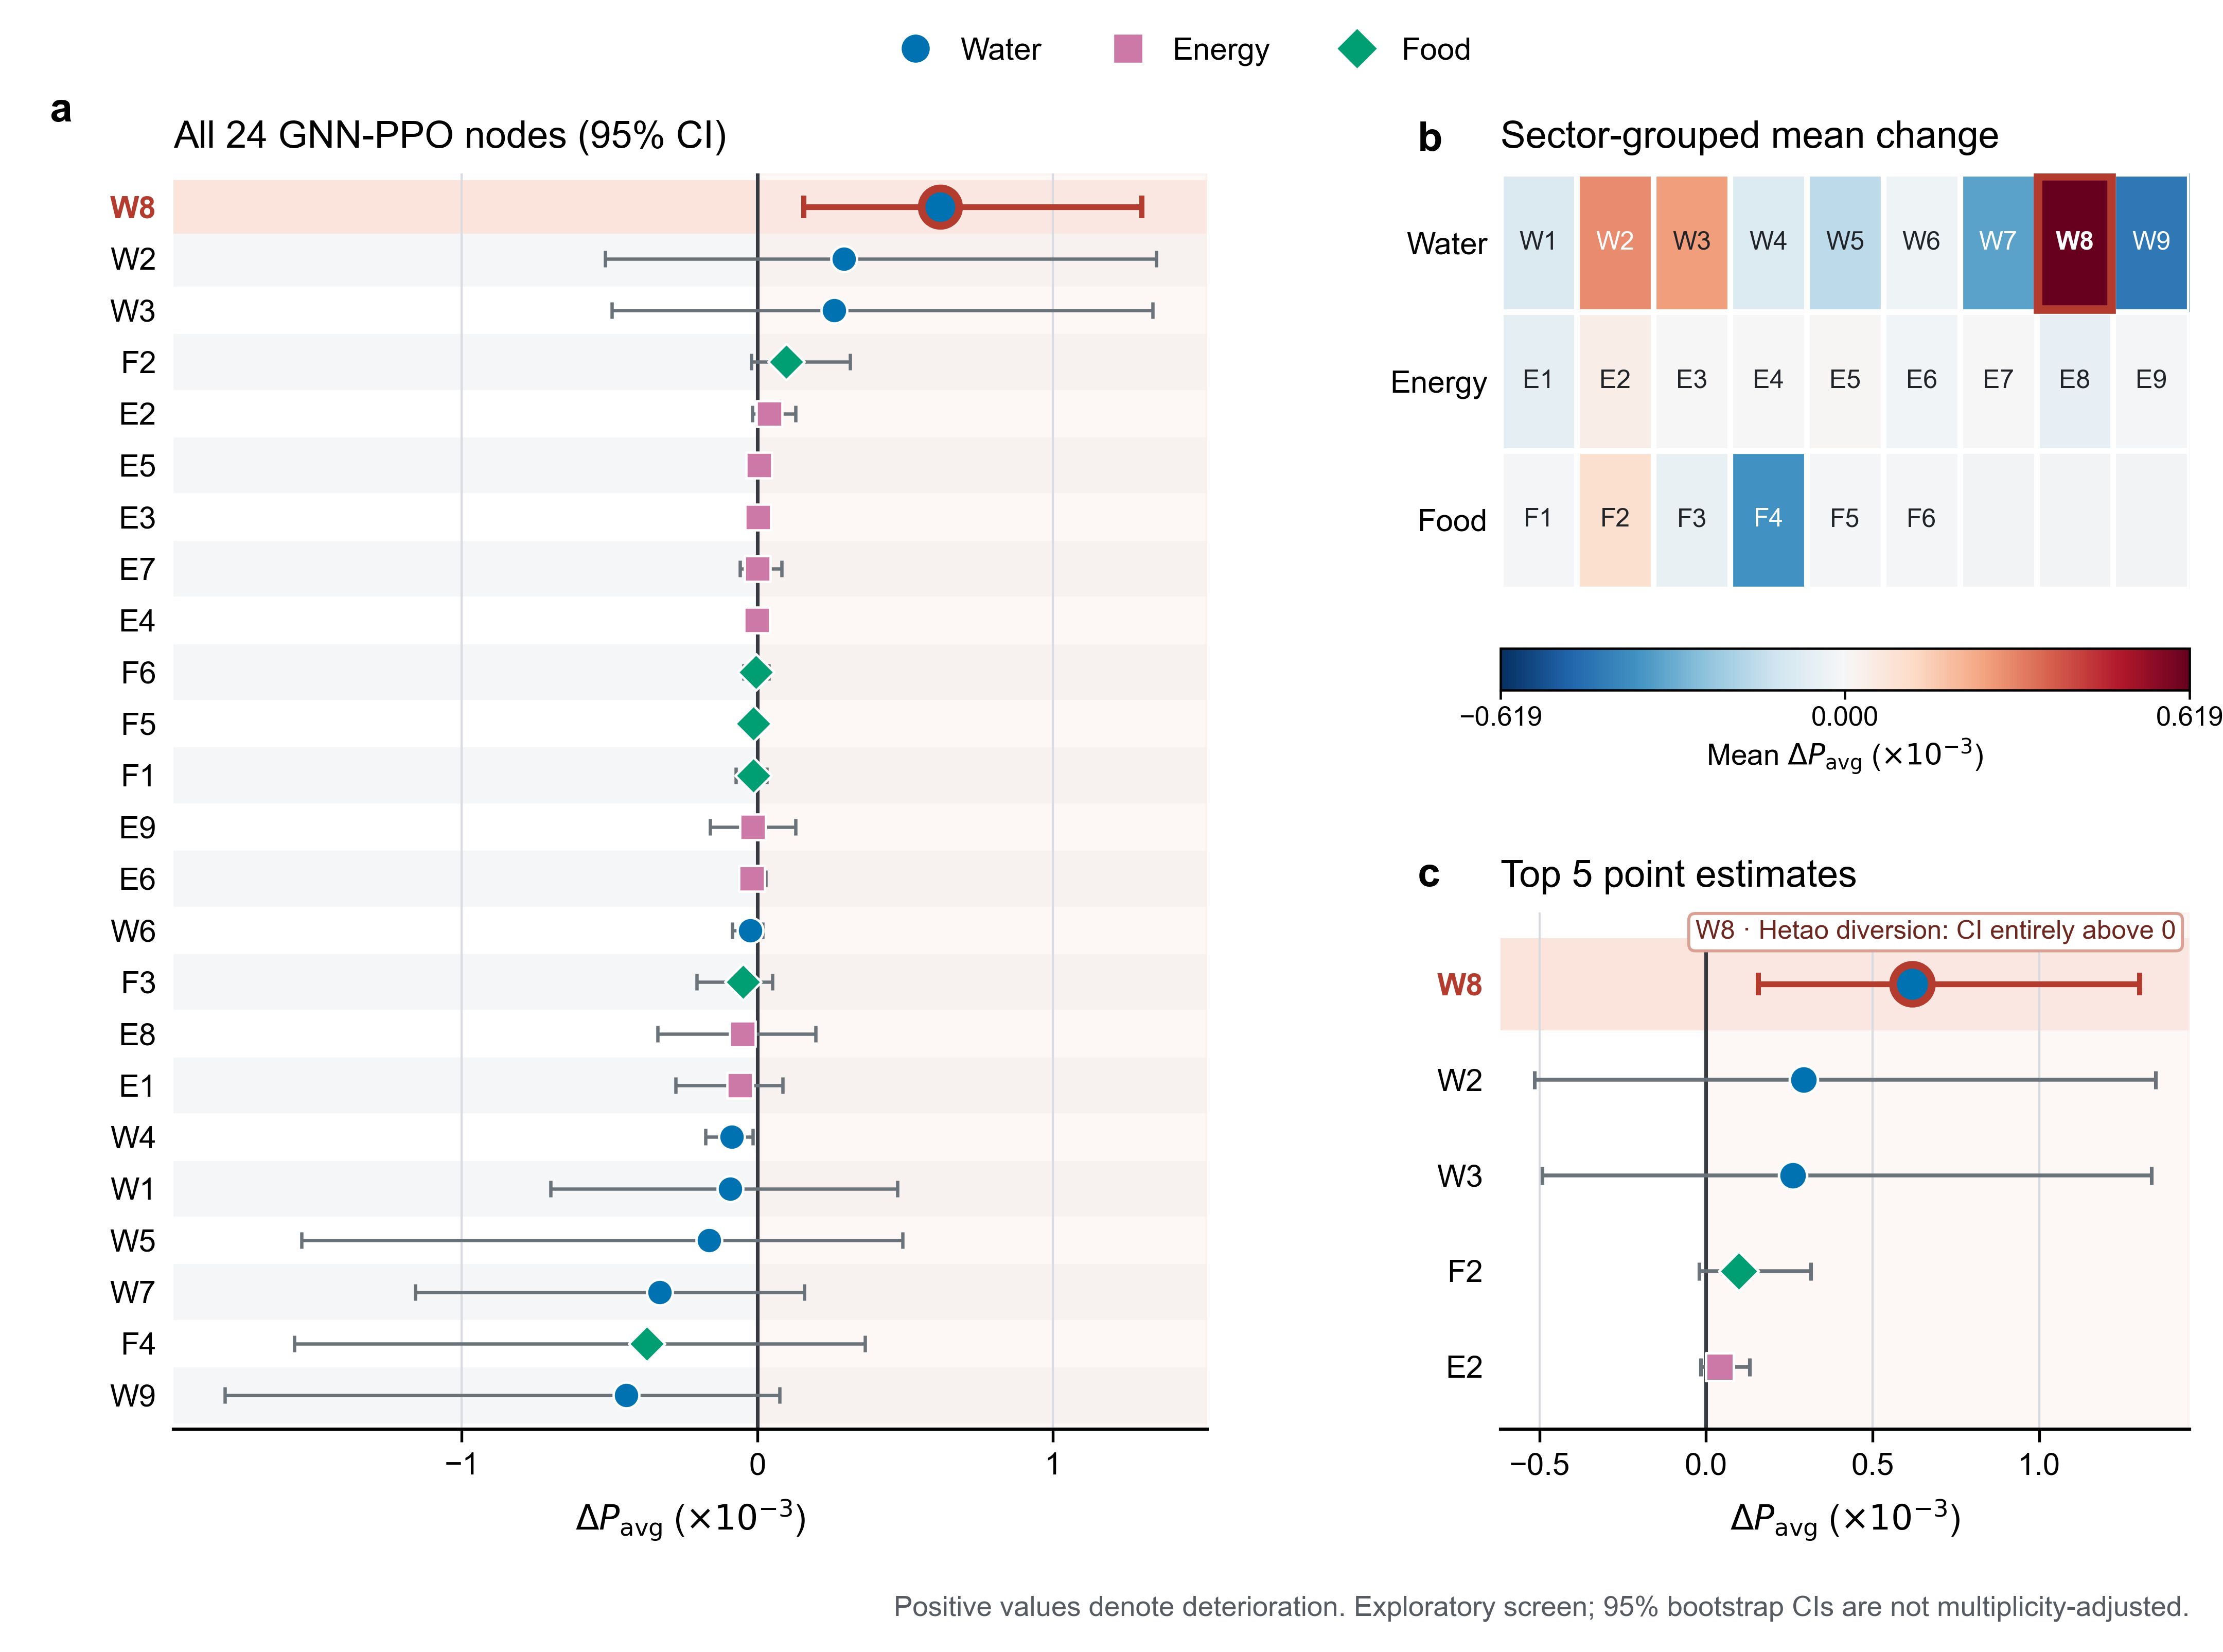 Water Energy Food
a
All 24 GNN-PPO nodes (95% CI)
W8
W2
W3
F2
E2
E5
E3
E7
E4
F6
F5
F1
E9
E6
W6
F3
E8
E1
W4
W1
W5
W7
F4
W9
−1 0 1
ΔPavg (×10−3)
b Sector-grouped mean change
Water W1 W2 W3 W4 W5 W6 W7 W8 W9
Energy E1 E2 E3 E4 E5 E6 E7 E8 E9
Food F1 F2 F3 F4 F5 F6
−0.619 0.000 0.619
Mean ΔPavg (×10−3)
c Top 5 point estimates
W8 · Hetao diversion: CI entirely above 0
W8
W2
W3
F2
E2
−0.5 0.0 0.5 1.0
ΔPavg (×10−3)
Positive values denote deterioration. Exploratory screen; 95% bootstrap CIs are not multiplicity-adjusted.